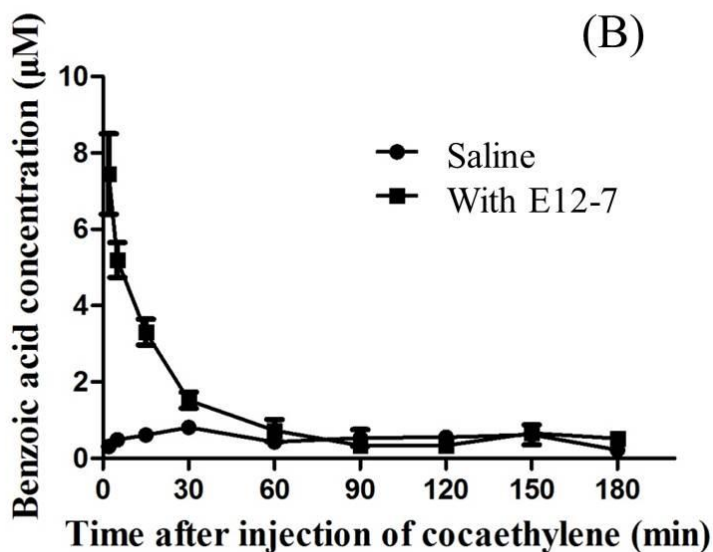 (B)
Benzoic acid concentration (μM)
10
8
6
4
2
0
Saline
With E12-7
0 30 60 90 120 150 180
Time after injection of cocaethylene (min)